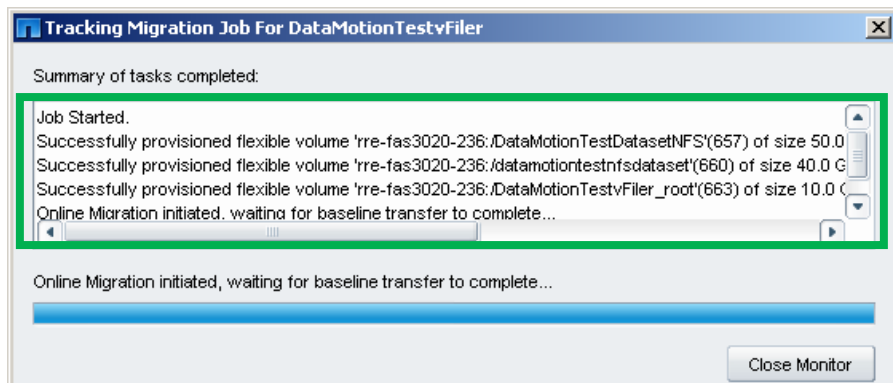 Tracking Migration Job For DataMotionTestvFiler
Summary of tasks completed:
Job Started.
Successfully provisioned flexible volume 'rre-fas3020-236:/DataMotionTestDatasetNFS'(657) of size 50.0
Successfully provisioned flexible volume 'rre-fas3020-236:/datamotiontestnfsdataset'(660) of size 40.0 G
Successfully provisioned flexible volume 'rre-fas3020-236:/DataMotionTestvFiler_root'(663) of size 10.0
Online Migration initiated, waiting for baseline transfer to complete...
Online Migration initiated, waiting for baseline transfer to complete...
Close Monitor